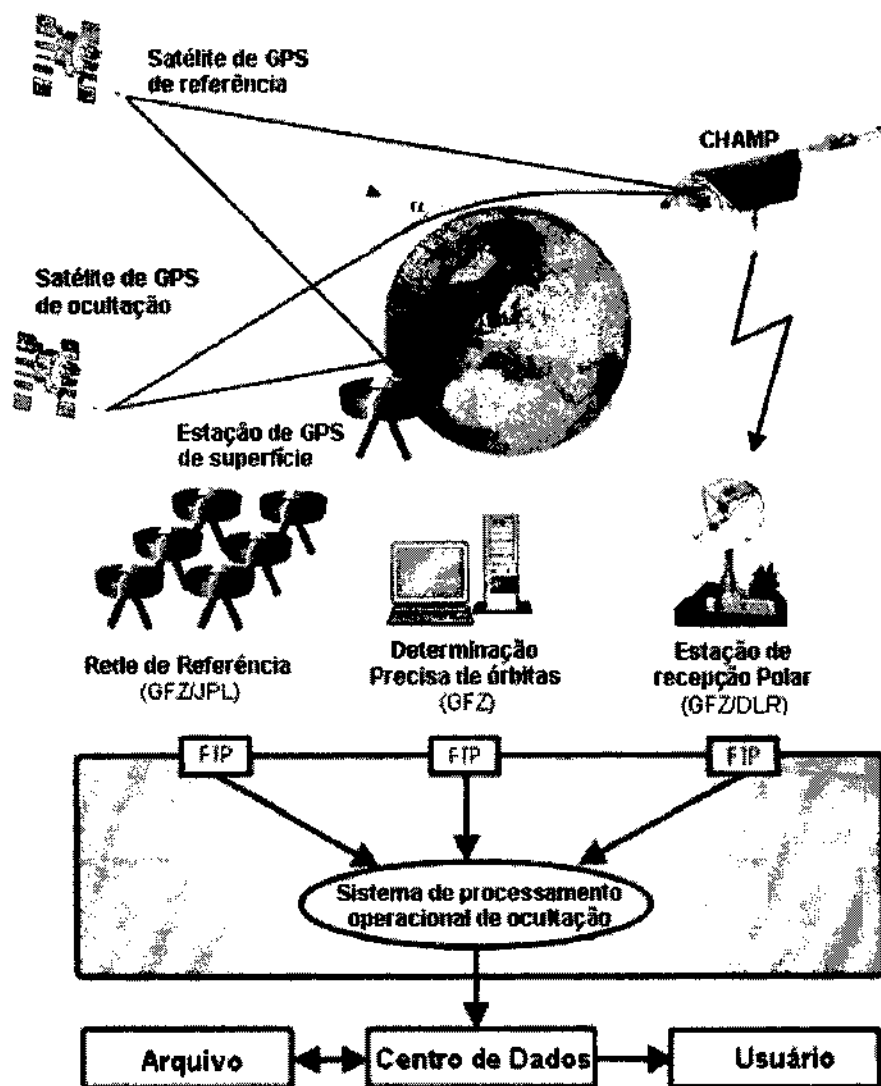 Satélite de GPS
de referência
CHAMP
α
Satélite de GPS
de ocultação
Estação de GPS
de superfície
Rede de Referência
(GFZ/JPL)
Determinação
Precisa de órbitas
(GFZ)
Estação de
recepção Polar
(GFZ/DLR)
FTP
FTP
FTP
Sistema de processamento
operacional de ocultação
Arquivo
Centro de Dados
Usuário